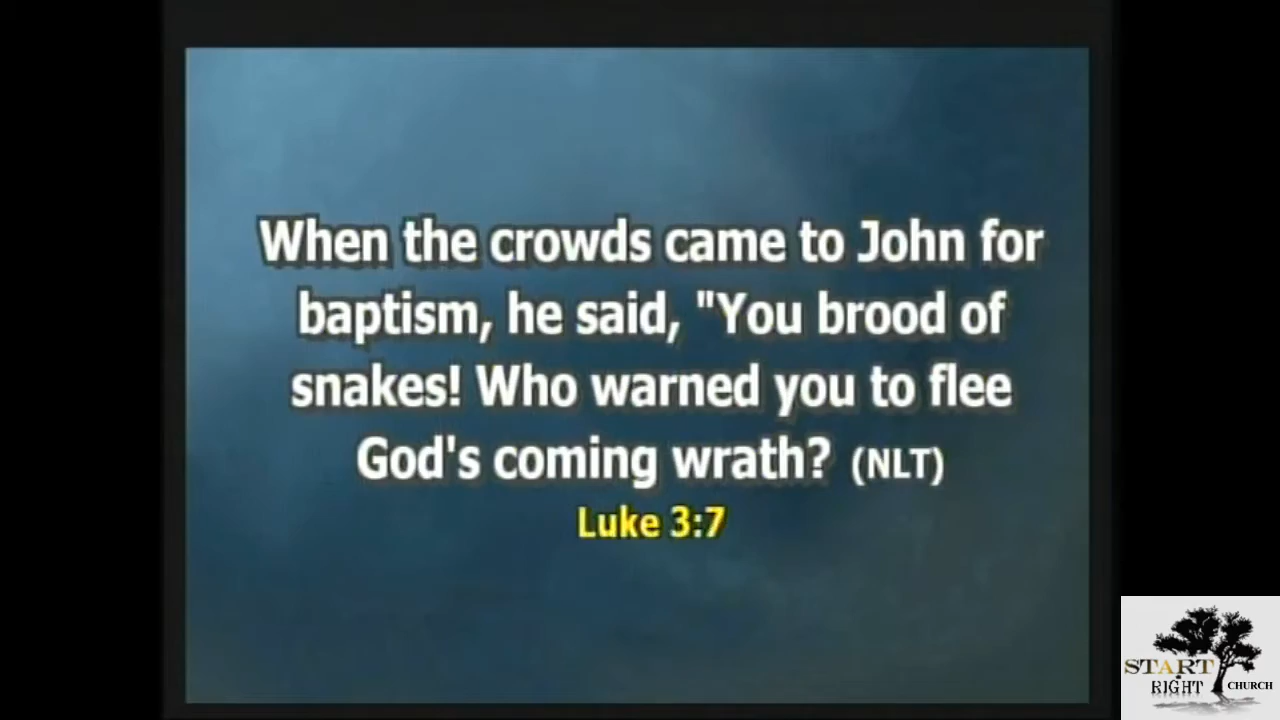 When the crowds came to John for
baptism, he said, "You brood of
snakes! Who warned you to flee
God's coming wrath? (NLT)
Luke 3:7
START
RIGHT CHURCH